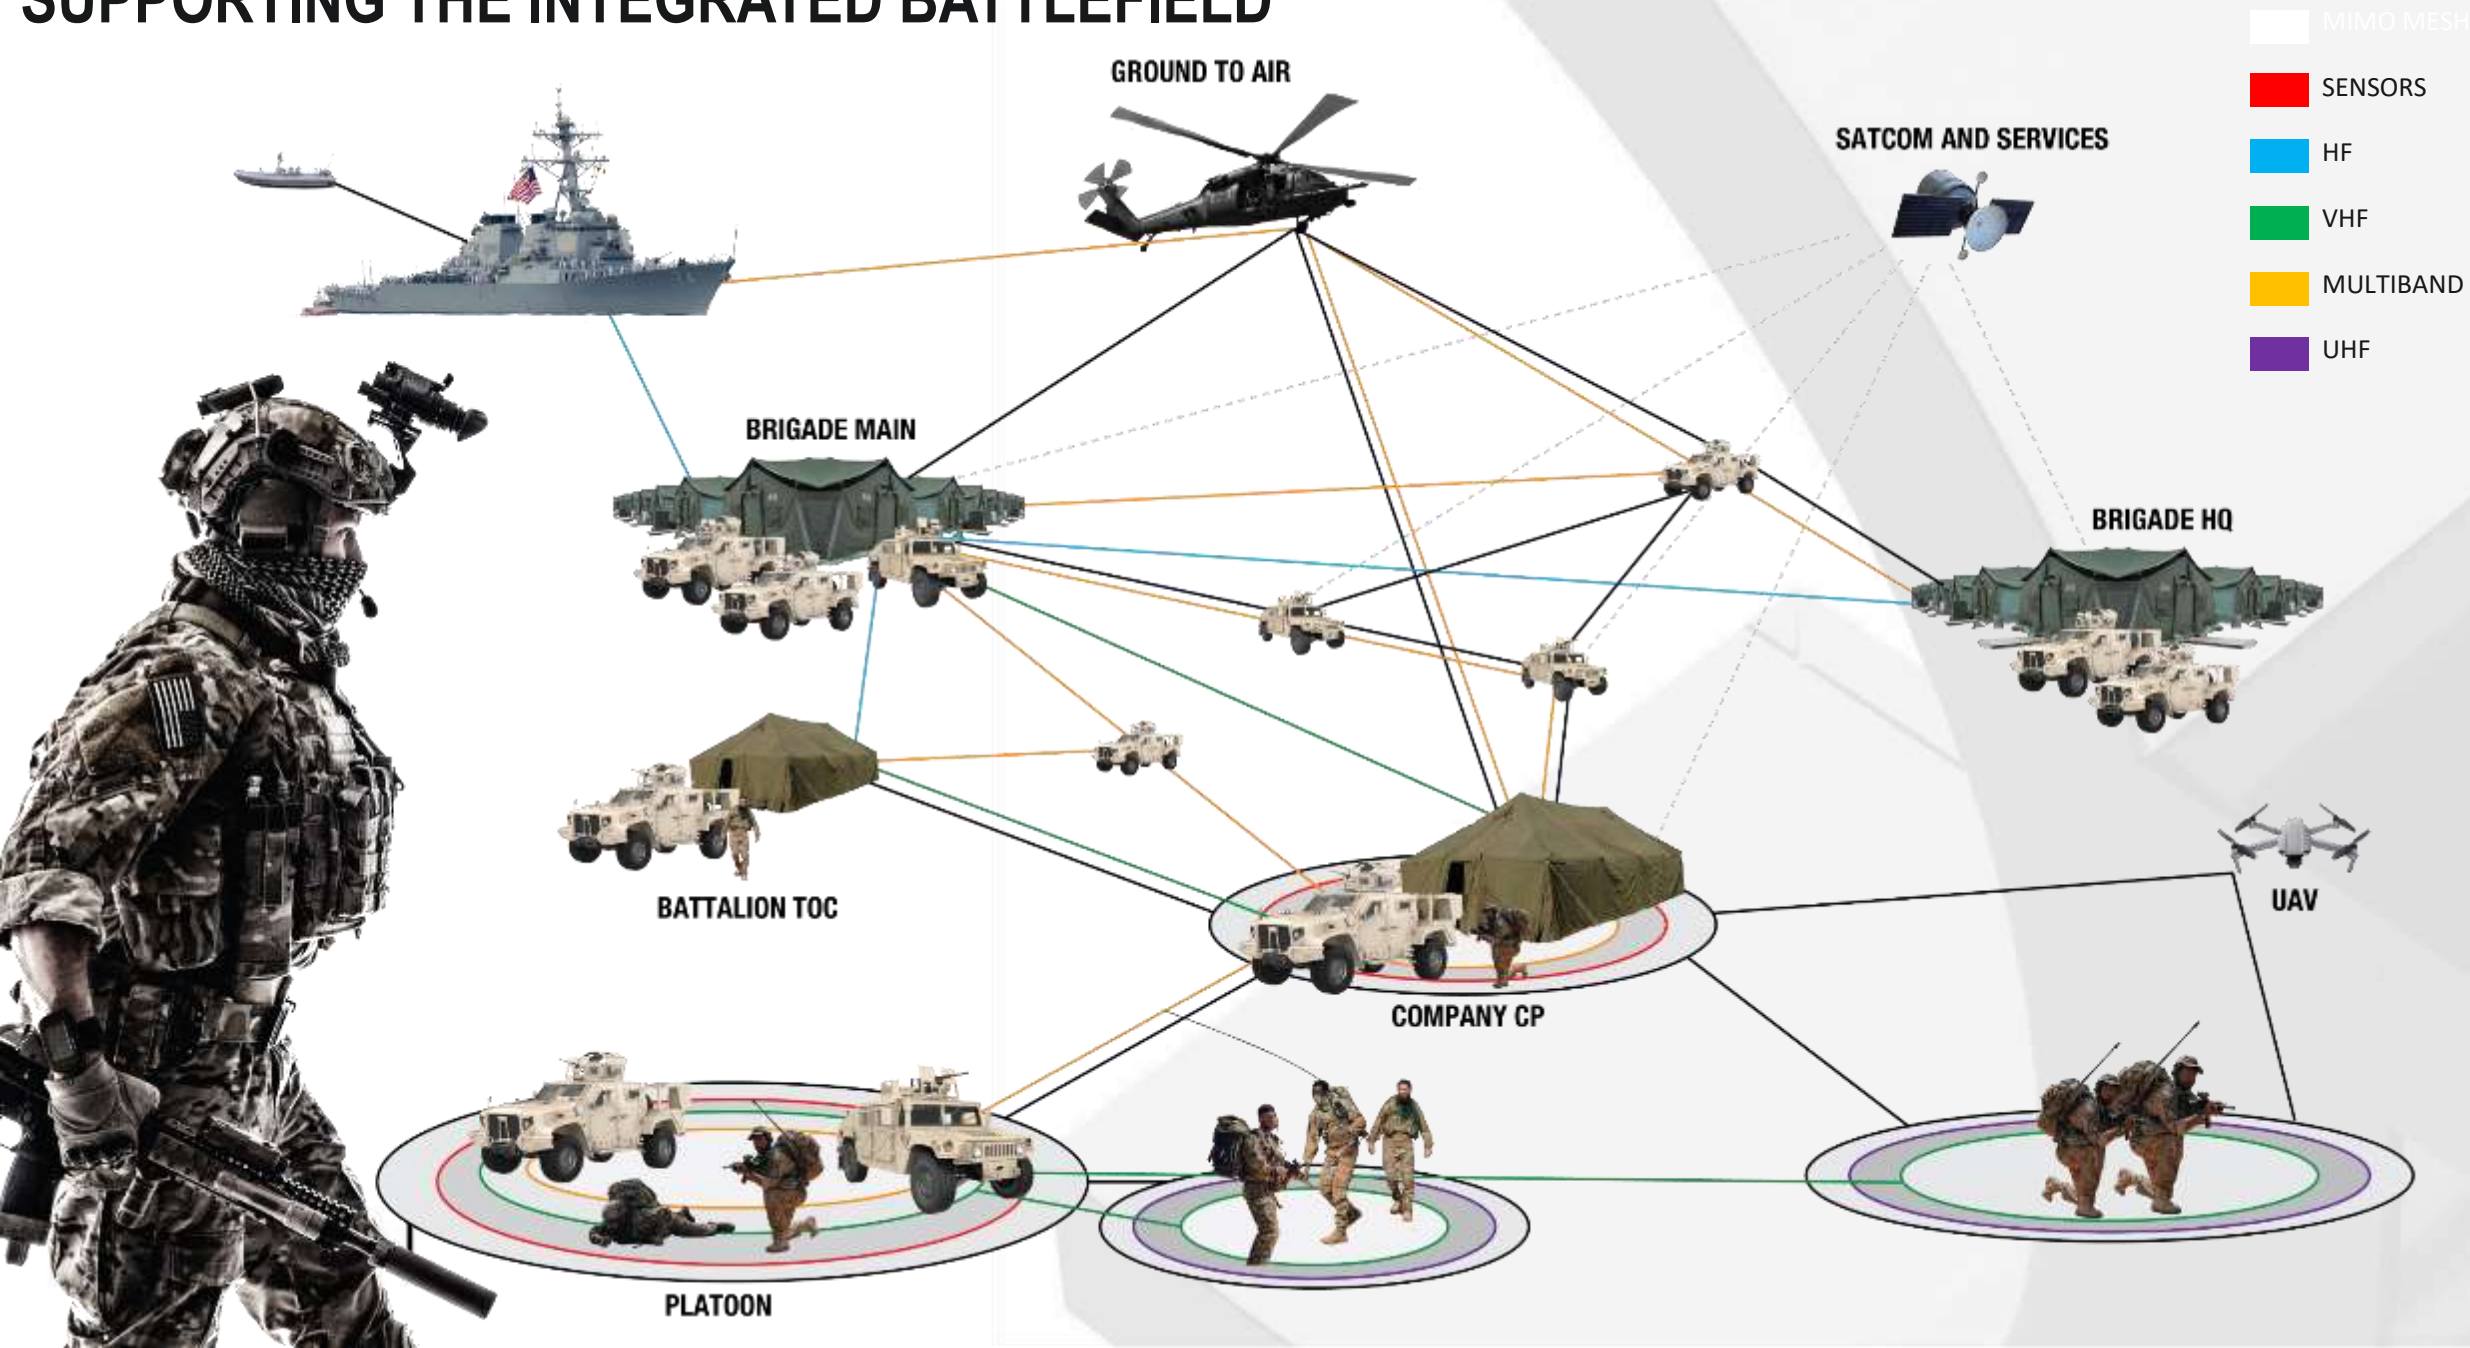 SUPPORTING THE INTEGRATED BATTLEFIELD
MIMO MESH
SENSORS
HF
VHF
MULTIBAND
UHF
GROUND TO AIR
SATCOM AND SERVICES
BRIGADE MAIN
BRIGADE HQ
BATTALION TOC
UAV
COMPANY CP
PLATOON